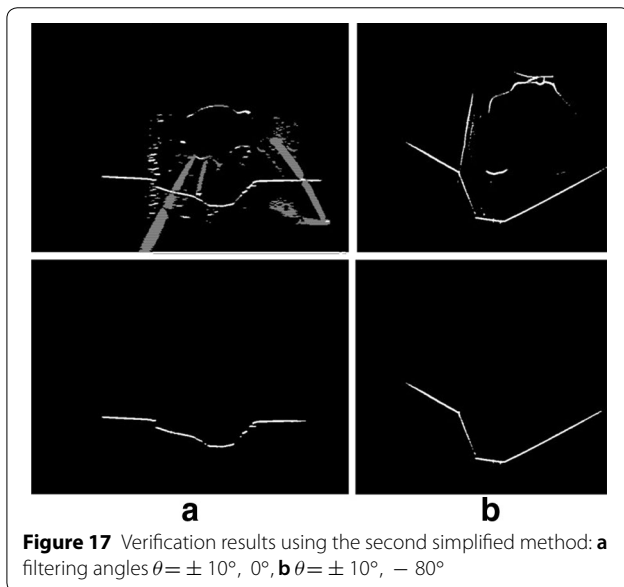 a b
Figure 17 Verification results using the second simplified method: a
filtering angles θ= ± 10°, 0°, b θ= ± 10°, − 80°